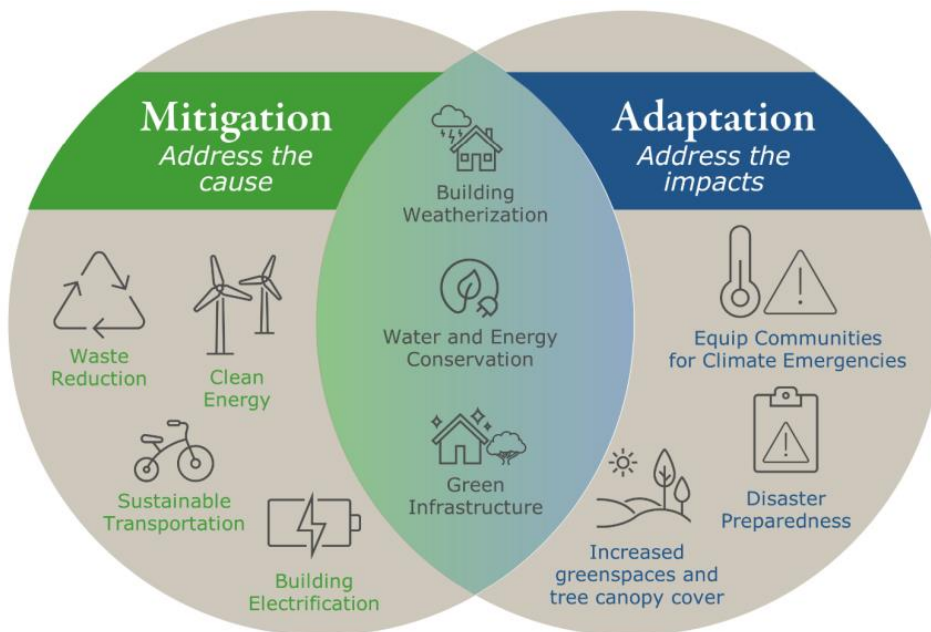 Mitigation
Address the
cause
Waste
Reduction
Clean
Energy
Sustainable
Transportation
Building
Electrification
Building
Weatherization
Water and Energy
Conservation
Green
Infrastructure
Adaptation
Address the
impacts
Equip Communities
for Climate Emergencies
Disaster
Preparedness
Increased
greenspaces and
tree canopy cover